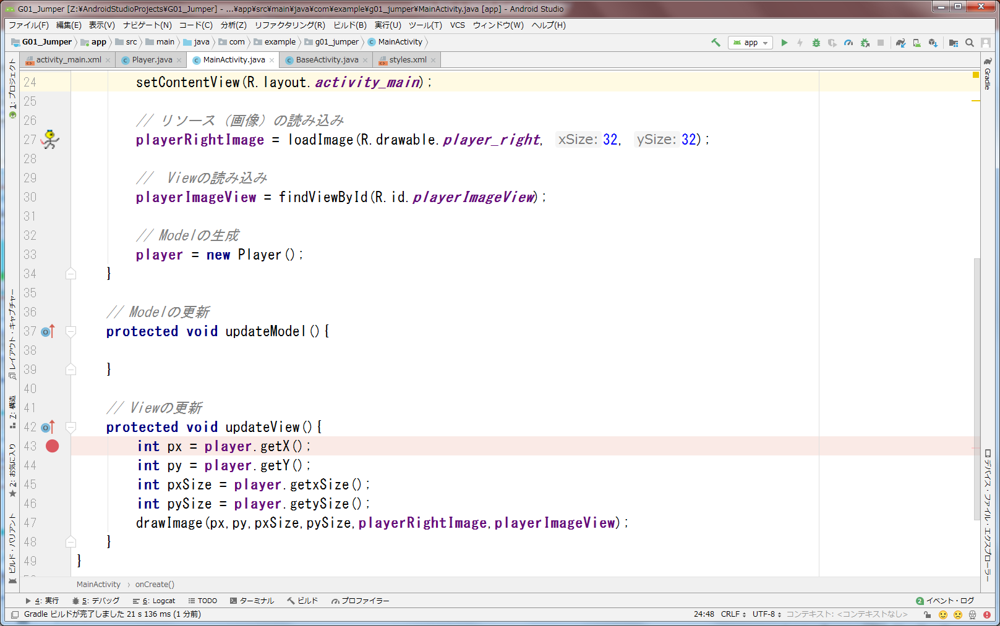 G01_Jumper [Z:¥AndroidStudioProjects¥G01_Jumper] - ...¥app¥src¥main¥java¥com¥example¥g01_jumper¥MainActivity.java [app] - Android Studio
ファイル(F) 編集(E) 表示(V) ナビゲート(N) コード(C) 分析(Z) リファクタリング(R) ビルド(B) 実行(U) ツール(T) VCS ウィンドウ(W) ヘルプ(H)
G01_Jumper app src main java com example g01_jumper MainActivity app
activity_main.xml Player.java MainActivity.java BaseActivity.java styles.xml
1: プロジェクト
レイアウト・キャプチャー
Z: 構造
2: お気に入り
ビルド・バリアント
24 setContentView(R.layout.activity_main);
25
26 // リソース（画像）の読み込み
27 playerRightImage = loadImage(R.drawable.player_right, xSize: 32, ySize: 32);
28
29 //　Viewの読み込み
30 playerImageView = findViewById(R.id.playerImageView);
31
32 // Modelの生成
33 player = new Player();
34 }
35
36 // Modelの更新
37 protected void updateModel(){
38
39 }
40
41 // Viewの更新
42 protected void updateView(){
43 int px = player.getX();
44 int py = player.getY();
45 int pxSize = player.getxSize();
46 int pySize = player.getySize();
47 drawImage(px,py,pxSize,pySize,playerRightImage,playerImageView);
48 }
49 }
Gradle
デバイス・ファイル・エクスプローラー
MainActivity › onCreate()
4: 実行 5: デバッグ 6: Logcat TODO ターミナル ビルド プロファイラー 2 イベント・ログ
Gradle ビルドが完了しました 21 s 136 ms (1 分前) 24:48 CRLF UTF-8 コンテキスト: <コンテキストなし>